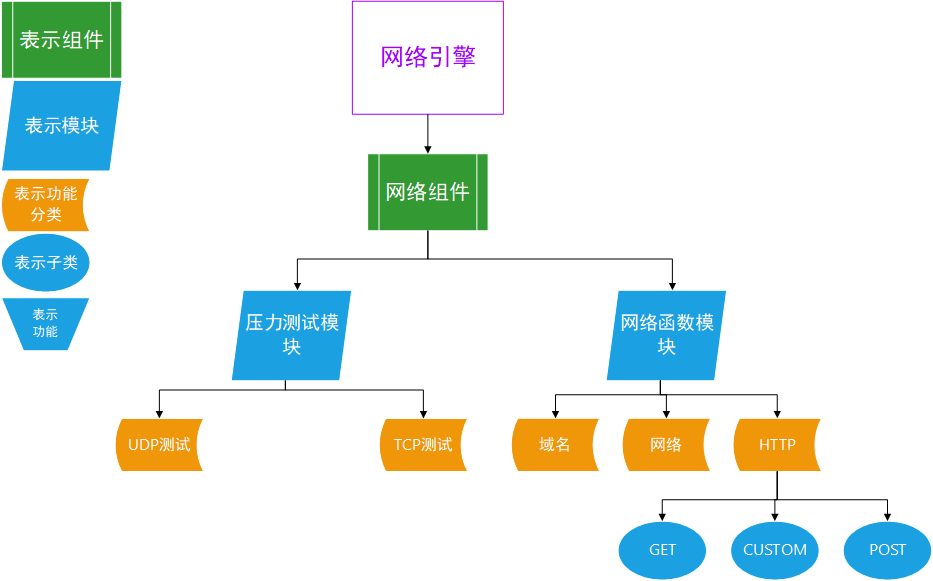 表示组件
表示模块
表示功能
分类
表示子类
表示
功能
网络引擎
网络组件
压力测试模
块
网络函数模
块
UDP测试
TCP测试
域名
网络
HTTP
GET
CUSTOM
POST